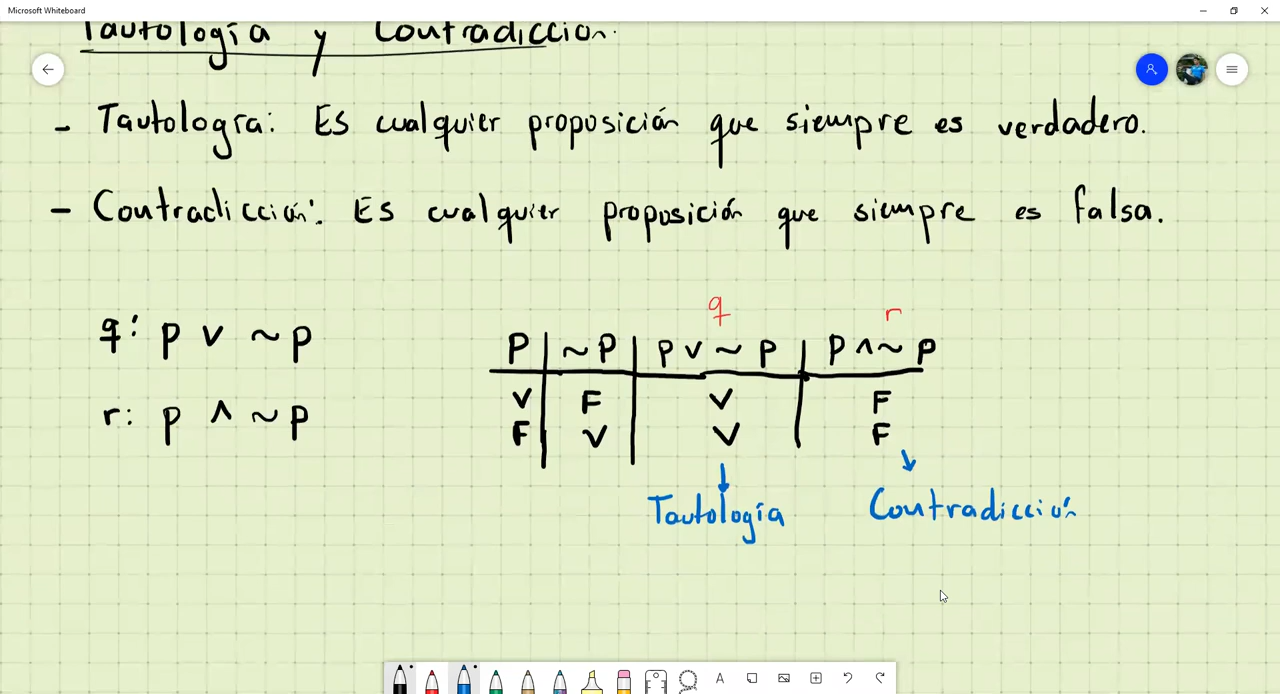 Microsoft Whiteboard
Tautología y Contradicción.
- Tautología: Es cualquier proposición que siempre es verdadero.
- Contradicción: Es cualquier proposición que siempre es falsa.
q r
q: p ∨ ~p
P ~P p ∨ ~ p p ∧ ~ p
V F V F
r: p ∧ ~p
F V V F
Tautología Contradicción
A